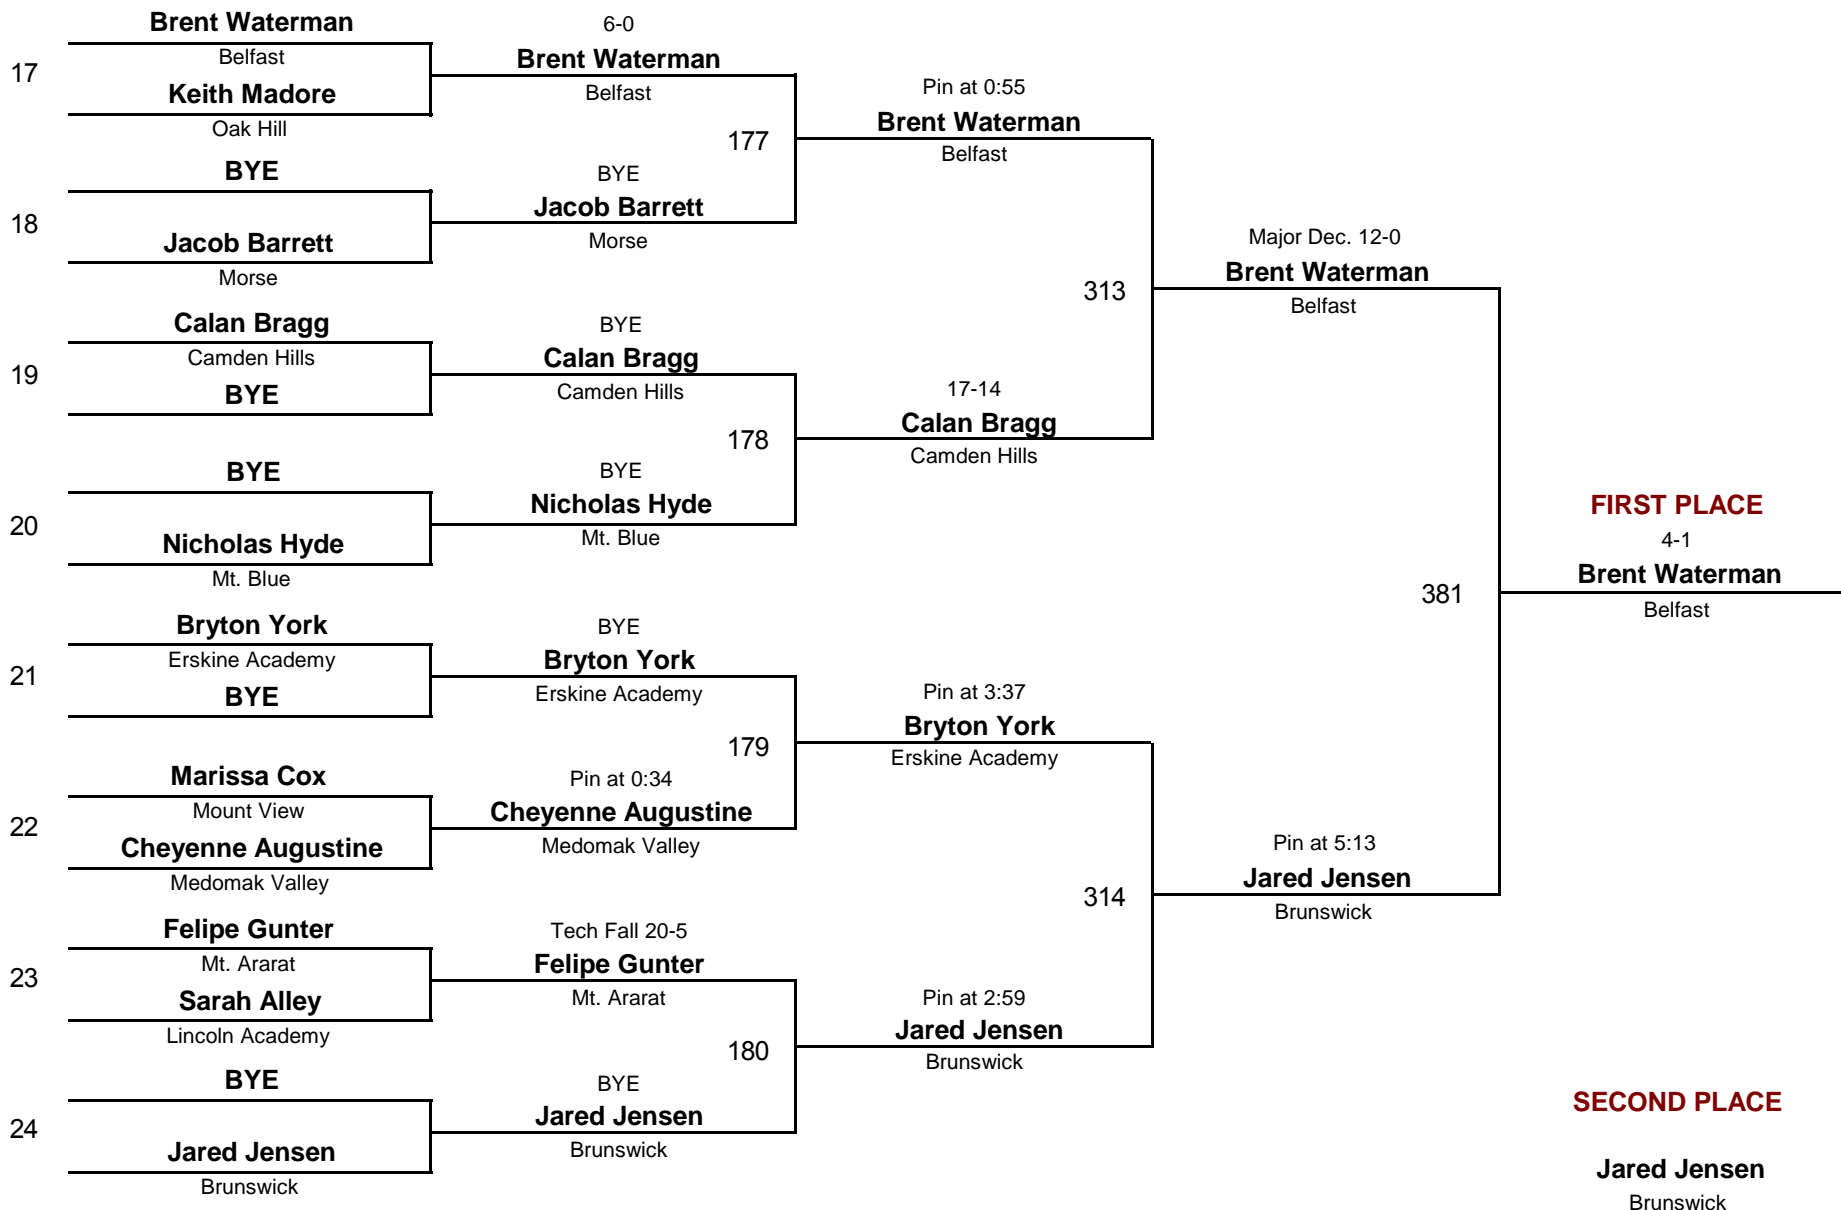 Brent Waterman
Belfast
17
Keith Madore
Oak Hill
BYE
18
Jacob Barrett
Morse
Calan Bragg
Camden Hills
19
BYE
BYE
20
Nicholas Hyde
Mt. Blue
Bryton York
Erskine Academy
21
BYE
Marissa Cox
Mount View
22
Cheyenne Augustine
Medomak Valley
Felipe Gunter
Mt. Ararat
23
Sarah Alley
Lincoln Academy
BYE
24
Jared Jensen
Brunswick
6-0
Brent Waterman
Belfast
177
BYE
Jacob Barrett
Morse
BYE
Calan Bragg
Camden Hills
178
BYE
Nicholas Hyde
Mt. Blue
BYE
Bryton York
Erskine Academy
179
Pin at 0:34
Cheyenne Augustine
Medomak Valley
Tech Fall 20-5
Felipe Gunter
Mt. Ararat
180
BYE
Jared Jensen
Brunswick
Pin at 0:55
Brent Waterman
Belfast
313
17-14
Calan Bragg
Camden Hills
Pin at 3:37
Bryton York
Erskine Academy
314
Pin at 2:59
Jared Jensen
Brunswick
Major Dec. 12-0
Brent Waterman
Belfast
381
Pin at 5:13
Jared Jensen
Brunswick
FIRST PLACE
4-1
Brent Waterman
Belfast
SECOND PLACE
Jared Jensen
Brunswick